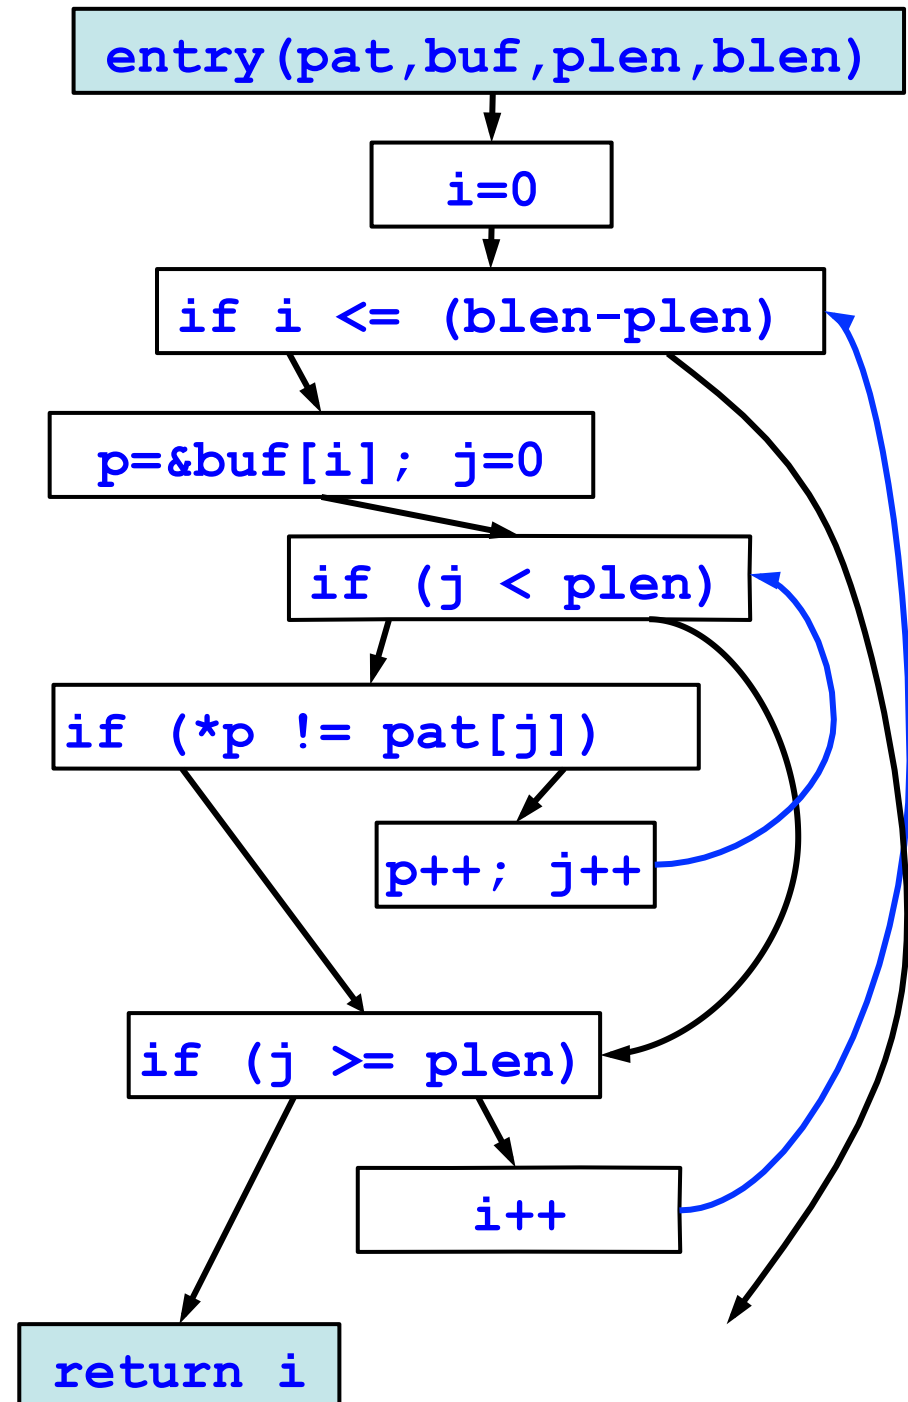 entry(pat,buf,plen,blen)
i=0
if i <= (blen-plen)
p=&buf[i]; j=0
if (j < plen)
if (*p != pat[j])
p++; j++
if (j >= plen)
i++
return i